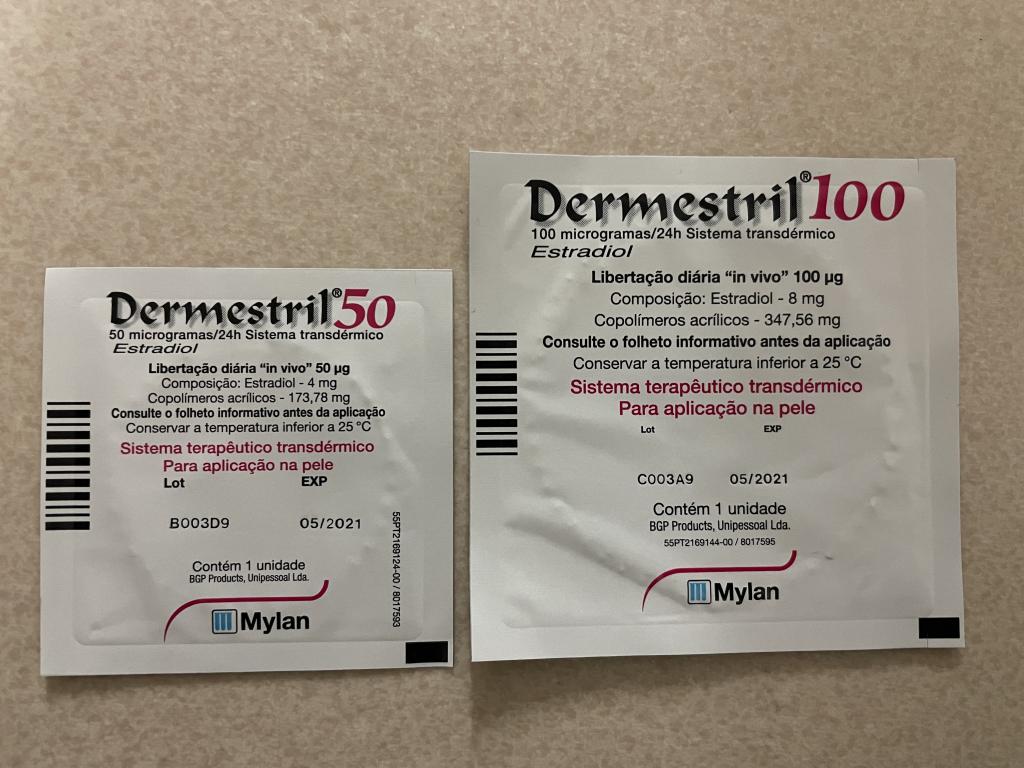 Dermestril®50
50 microgramas/24h Sistema transdérmico
Estradiol
Libertação diária “in vivo” 50 µg
Composição: Estradiol - 4 mg
Copolímeros acrílicos - 173,78 mg
Consulte o folheto informativo antes da aplicação
Conservar a temperatura inferior a 25 °C
Sistema terapêutico transdérmico
Para aplicação na pele
Lot EXP
B003D9 05/2021
Contém 1 unidade
BGP Products, Unipessoal Lda.
Mylan
55PT2169124-00 / 8017593
Dermestril®100
100 microgramas/24h Sistema transdérmico
Estradiol
Libertação diária “in vivo” 100 µg
Composição: Estradiol - 8 mg
Copolímeros acrílicos - 347,56 mg
Consulte o folheto informativo antes da aplicação
Conservar a temperatura inferior a 25 °C
Sistema terapêutico transdérmico
Para aplicação na pele
Lot EXP
C003A9 05/2021
Contém 1 unidade
BGP Products, Unipessoal Lda.
55PT2169144-00 / 8017595
Mylan